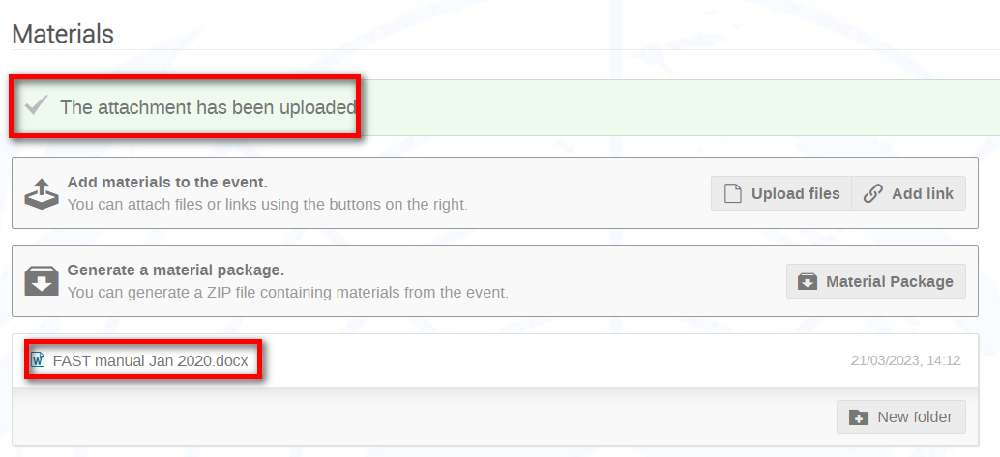 Materials
The attachment has been uploaded
Add materials to the event.
You can attach files or links using the buttons on the right.
Upload files
Add link
Generate a material package.
You can generate a ZIP file containing materials from the event.
Material Package
FAST manual Jan 2020.docx
21/03/2023, 14:12
New folder